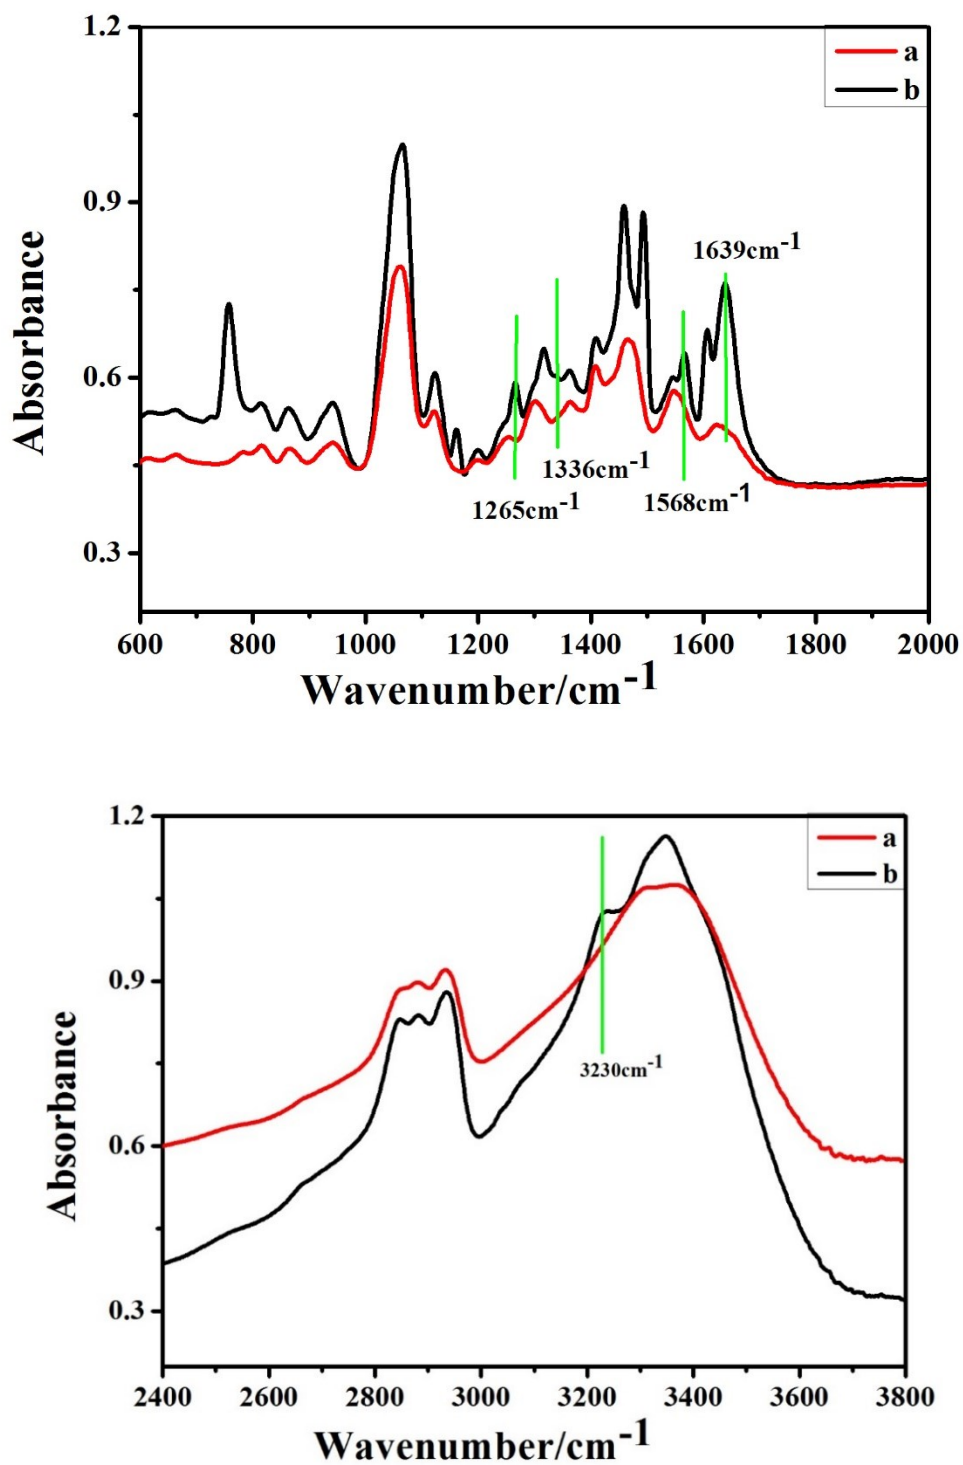 1.2
a
b
0.9
1639cm-1
Absorbance
0.6
1336cm-1
1265cm-1
1568cm-1
0.3
600 800 1000 1200 1400 1600 1800 2000
Wavenumber/cm-1
1.2
a
b
0.9
3230cm-1
Absorbance
0.6
0.3
2400 2600 2800 3000 3200 3400 3600 3800
Wavenumber/cm-1